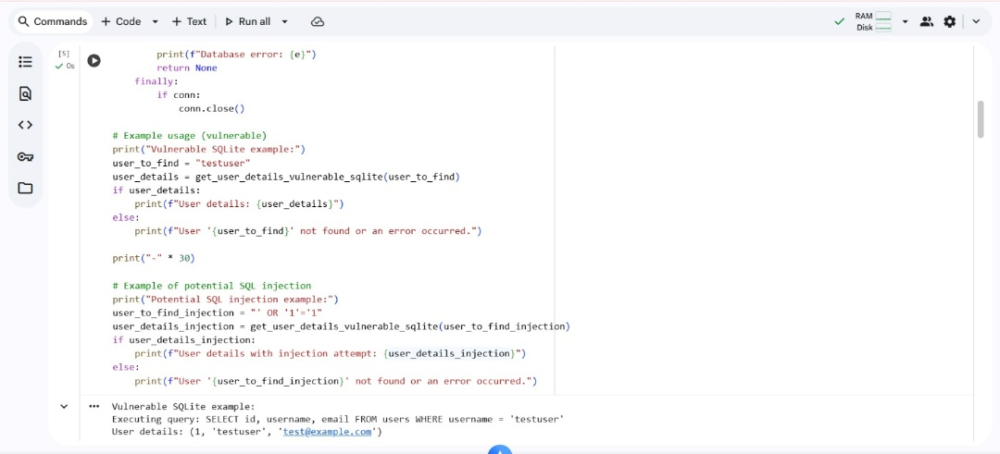 Commands + Code + Text Run all RAM Disk
[5] 0s
print(f"Database error: {e}")
return None
finally:
if conn:
conn.close()
# Example usage (vulnerable)
print("Vulnerable SQLite example:")
user_to_find = "testuser"
user_details = get_user_details_vulnerable_sqlite(user_to_find)
if user_details:
print(f"User details: {user_details}")
else:
print(f"User '{user_to_find}' not found or an error occurred.")
print("-" * 30)
# Example of potential SQL injection
print("Potential SQL injection example:")
user_to_find_injection = "' OR '1'='1"
user_details_injection = get_user_details_vulnerable_sqlite(user_to_find_injection)
if user_details_injection:
print(f"User details with injection attempt: {user_details_injection}")
else:
print(f"User '{user_to_find_injection}' not found or an error occurred.")
Vulnerable SQLite example:
Executing query: SELECT id, username, email FROM users WHERE username = 'testuser'
User details: (1, 'testuser', 'test@example.com')